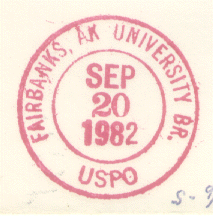 FAIRBANKS, AK UNIVERSITY BR.
SEP
20
1982
USPO